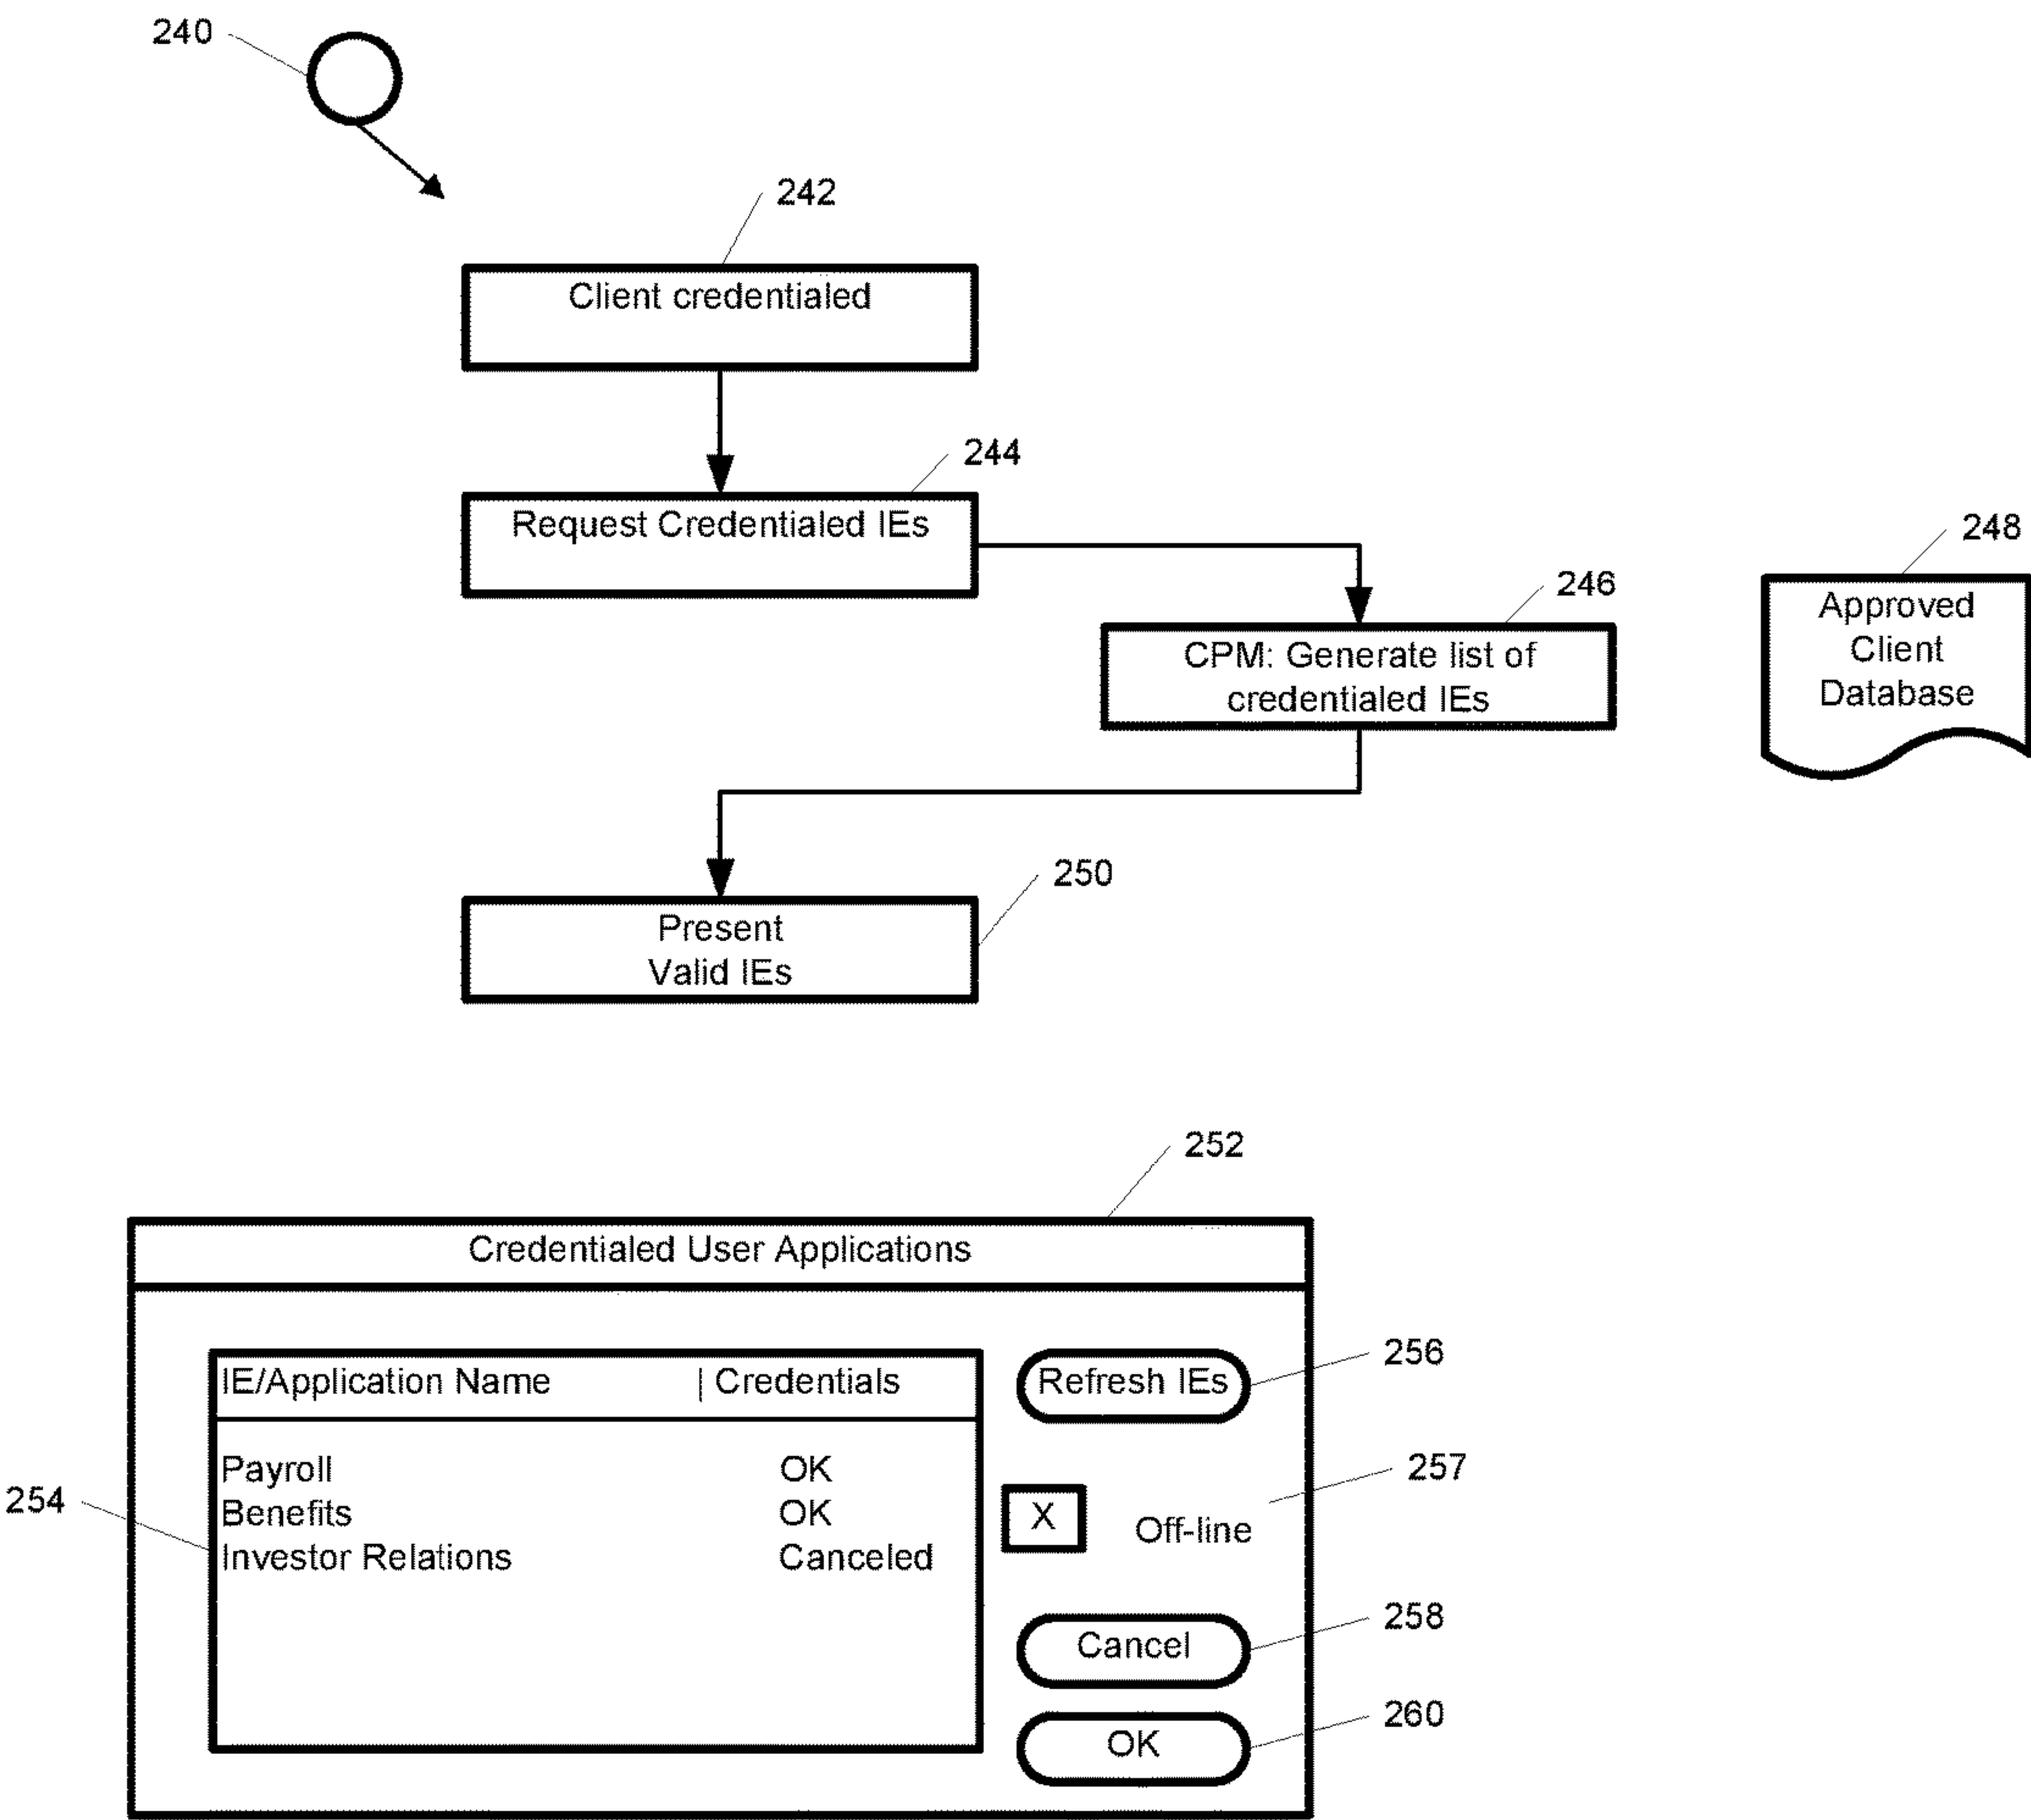 240
242
Client credentialed
244
Request Credentialed IEs
246
CPM: Generate list of
credentialed IEs
248
Approved
Client
Database
250
Present
Valid IEs
252
Credentialed User Applications
IE/Application Name | Credentials
Payroll OK
Benefits OK
Investor Relations Canceled
254
Refresh IEs
256
X Off-line
257
Cancel
258
OK
260